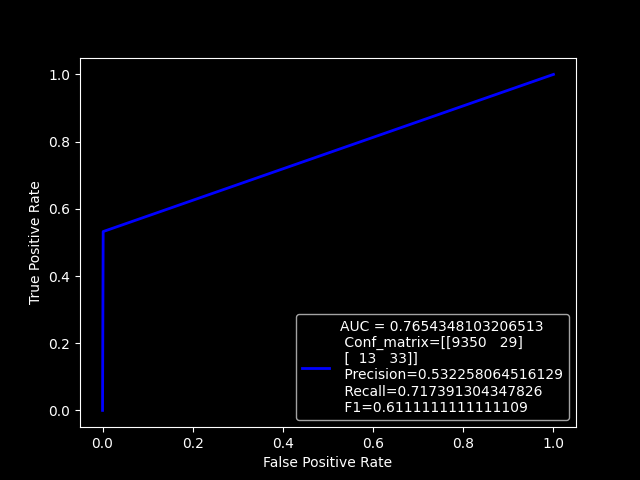 1.0
0.8
0.6
0.4
0.2
0.0
True Positive Rate
AUC = 0.7654348103206513
Conf_matrix=[[9350   29]
[  13   33]]
Precision=0.532258064516129
Recall=0.717391304347826
F1=0.6111111111111109
0.0 0.2 0.4 0.6 0.8 1.0
False Positive Rate